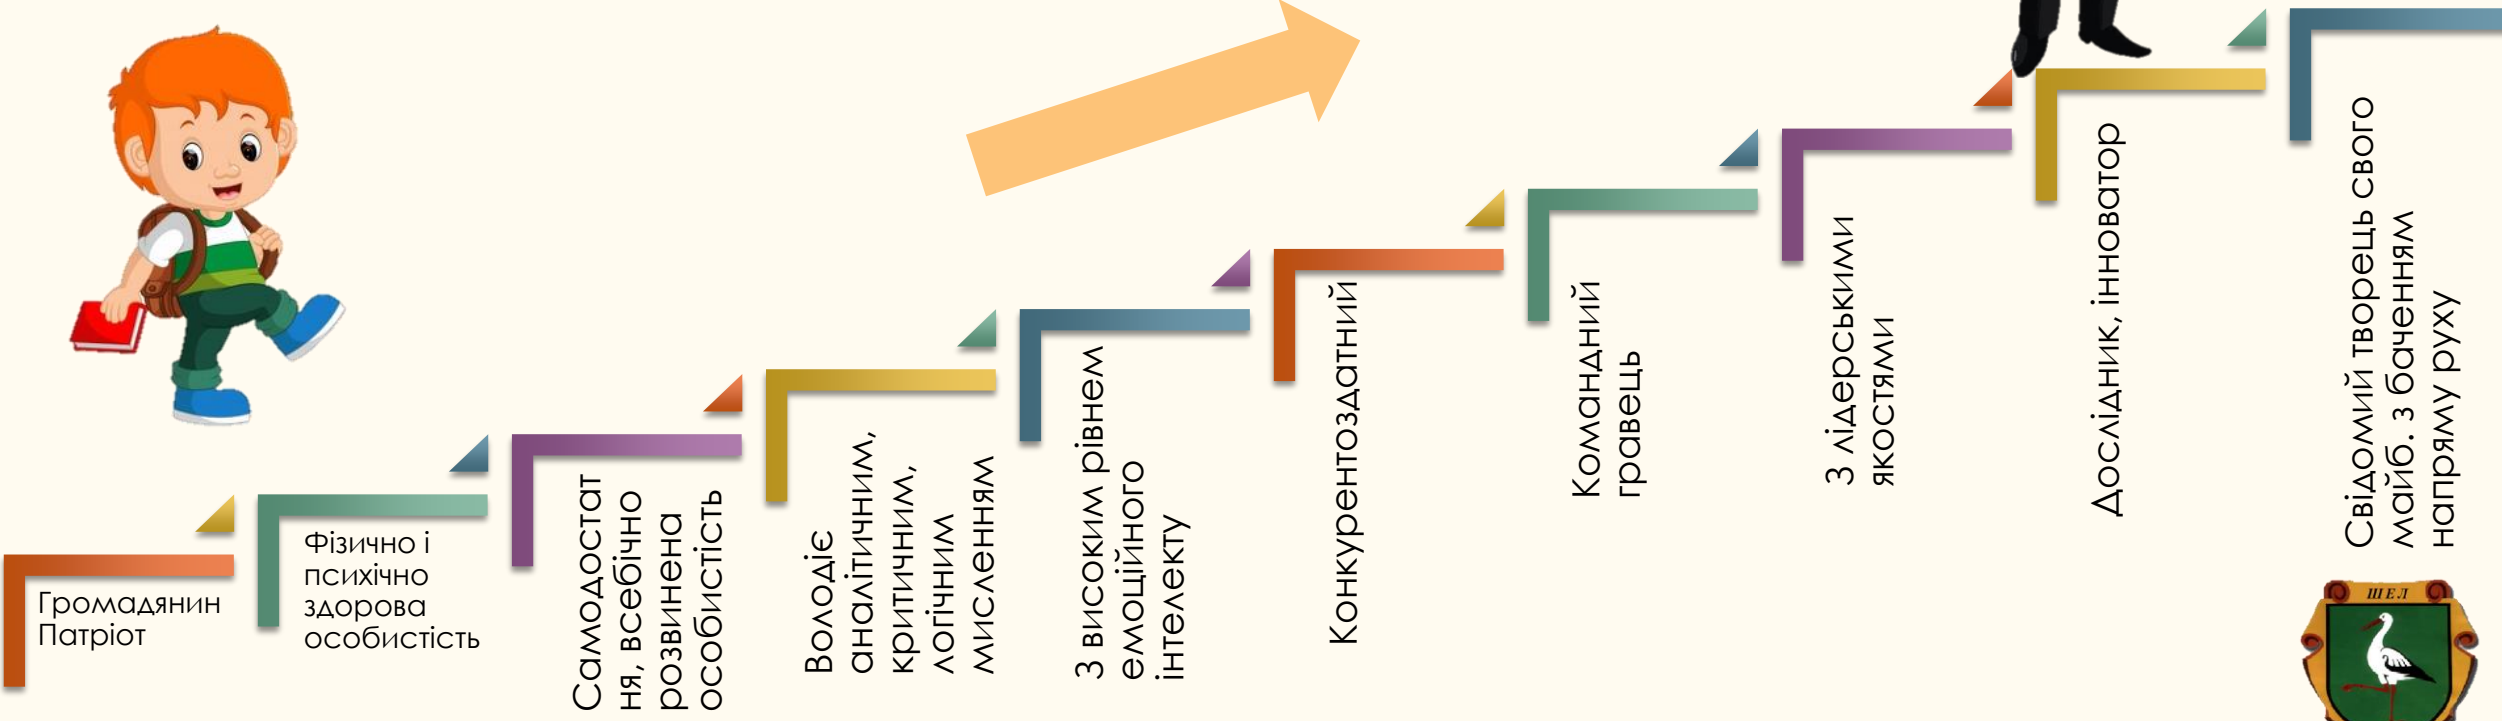 Громадянин
Патріот
Фізично і
психічно
здорова
особистість
Самодостат
ня, всебічно
розвинена
особистість
Володіє
аналітичним,
критичним,
логічним
мисленням
З високим рівнем
емоційного
інтелекту
Конкурентоздатний
Командний
гравець
З лідерськими
якостями
Дослідник, інноватор
Свідомий творець свого
майб. з баченням
напряму руху
ШЕЛ